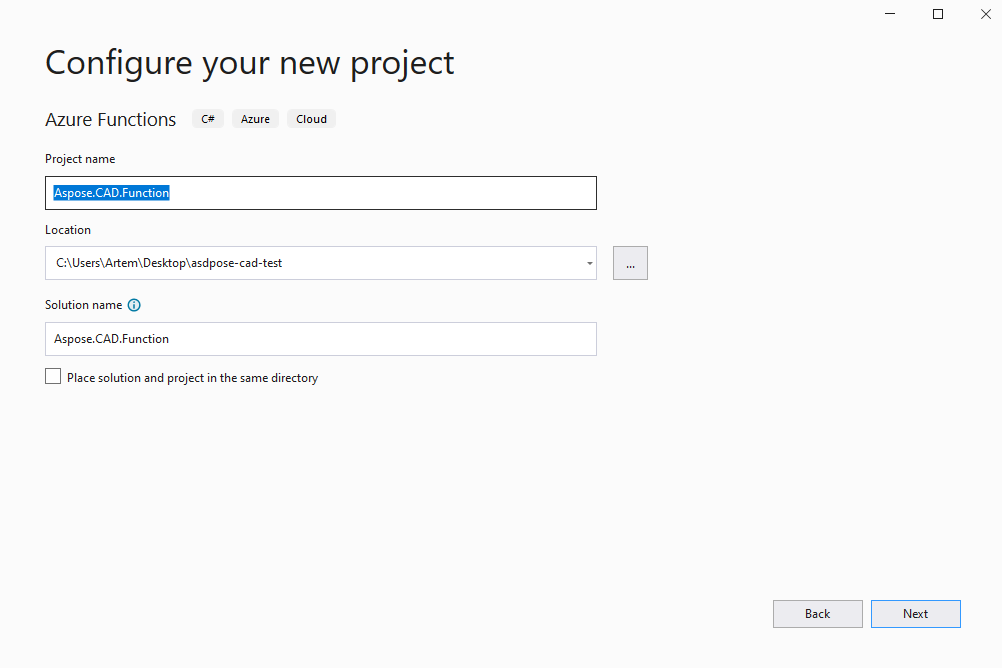 Configure your new project
Azure Functions C# Azure Cloud
Project name
Aspose.CAD.Function
Location
C:\Users\Artem\Desktop\asdpose-cad-test
...
Solution name
Aspose.CAD.Function
Place solution and project in the same directory
Back Next